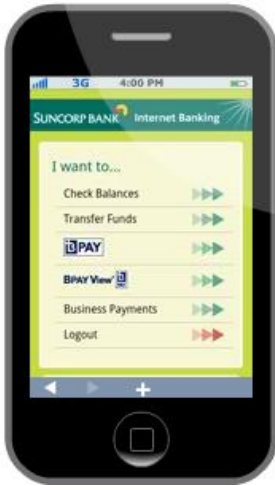 3G 4:00 PM
SUNCORP BANK Internet Banking
I want to...
Check Balances
Transfer Funds
BPAY
BPAY View B PAY
Business Payments
Logout